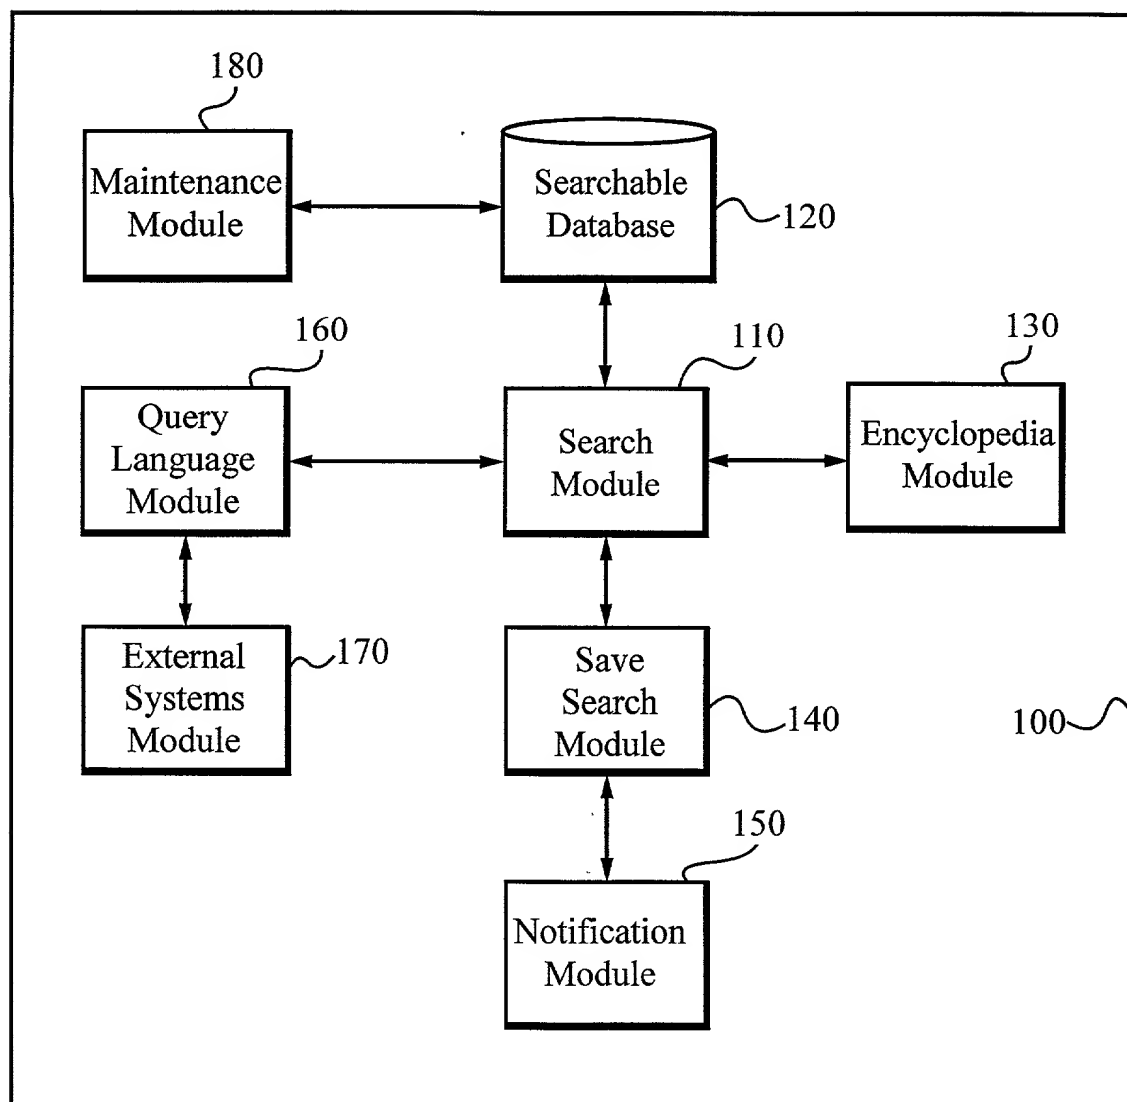 180
Maintenance
Module
Searchable
Database
120
160
110
130
Query
Language
Module
Search
Module
Encyclopedia
Module
External
Systems
Module
170
Save
Search
Module
140
100
150
Notification
Module